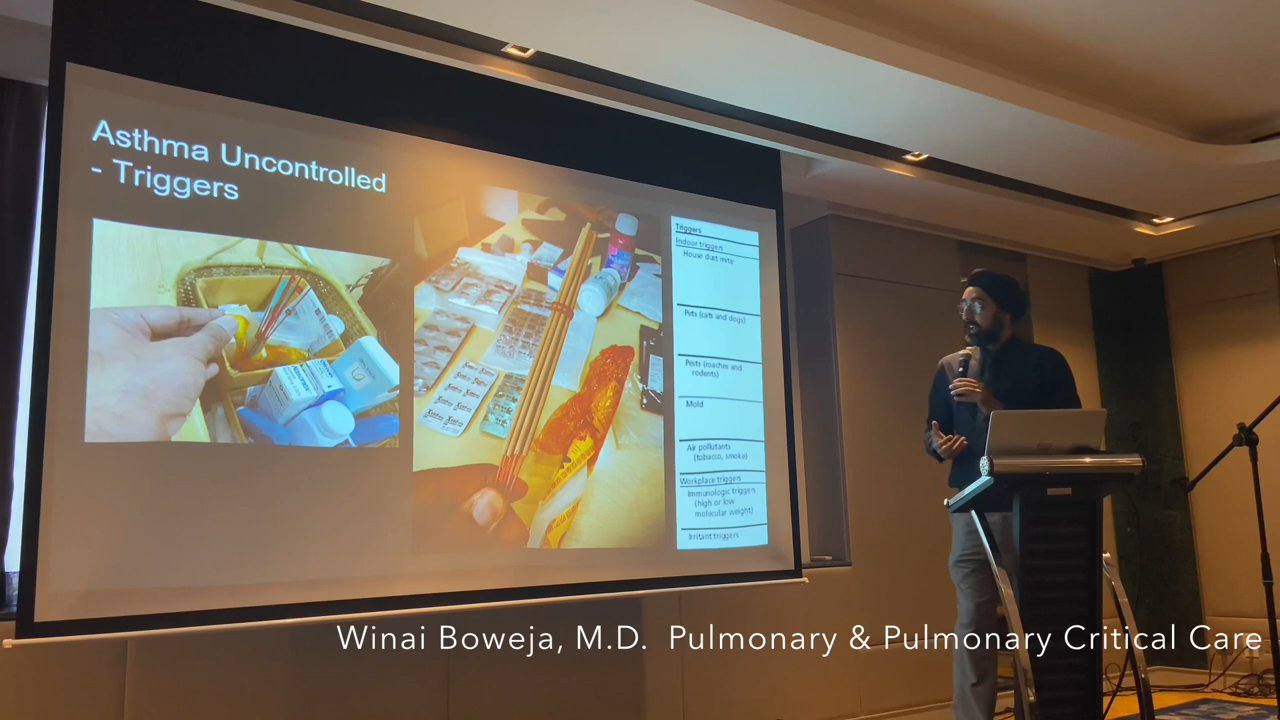 Asthma Uncontrolled
- Triggers
Triggers
Indoor triggers
House dust mite
Pets (cats and dogs)
Pests (roaches and
rodents)
Mold
Air pollutants
(tobacco, smoke)
Workplace triggers
Immunologic triggers
(high or low
molecular weight)
Irritant triggers
Winai Boweja, M.D. Pulmonary & Pulmonary Critical Care